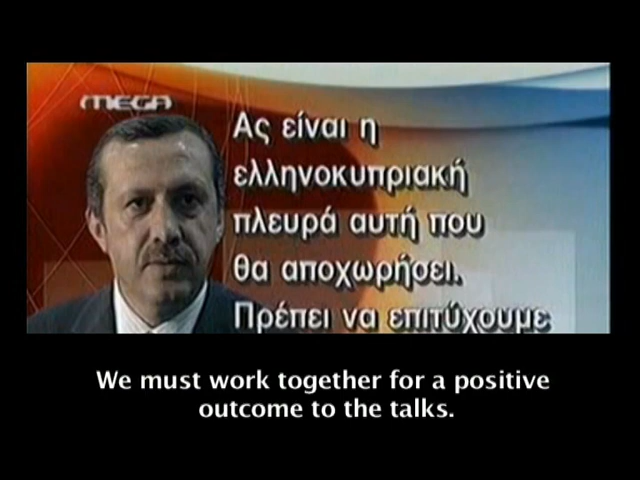 MEGA
Ας είναι η
ελληνοκυπριακή
πλευρά αυτή που
θα αποχωρήσει.
Πρέπει να επιτύχουμε
We must work together for a positive
outcome to the talks.